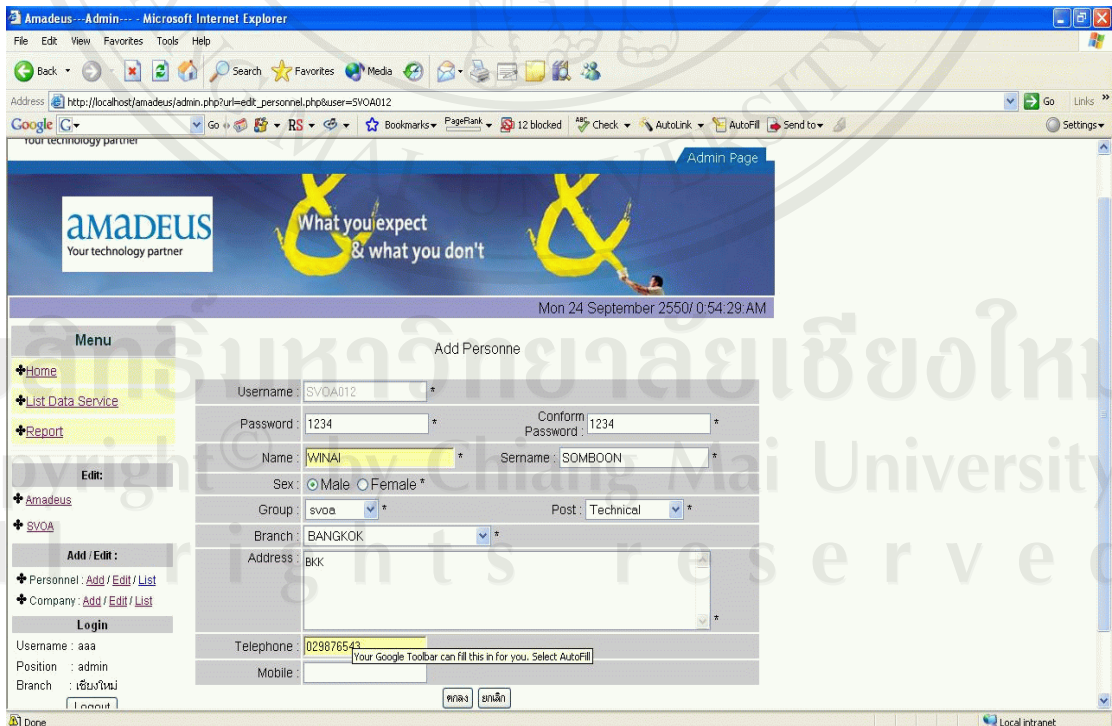 Amadeus---Admin--- - Microsoft Internet Explorer
File Edit View Favorites Tools Help
Back Search Favorites Media
Address http://localhost/amadeus/admin.php?url=edit_personnel.php&user=SVOA012 Go Links »
Google G Go RS Bookmarks PageRank 12 blocked ABC Check AutoLink AutoFill Send to Settings
Your technology partner
Admin Page
amadeus
Your technology partner
What you expect
& what you don't
&
Mon 24 September 2550/ 0:54:29:AM
Menu
Home
List Data Service
Report
Edit:
Amadeus
SVOA
Add / Edit :
Personnel : Add / Edit / List
Company : Add / Edit / List
Login
Username : aaa
Position : admin
Branch : เชียงใหม่
Logout
Add Personne
Username : SVOA012 *
Password : 1234 * Conform Password : 1234 *
Name : WINAI * Sername : SOMBOON *
Sex : Male Female *
Group : svoa * Post : Technical *
Branch : BANGKOK *
Address : BKK *
Telephone : 029876543
Your Google Toolbar can fill this in for you. Select AutoFill
Mobile :
ตกลง ยกเลิก
Done Local intranet
MAI UNIVERSITY
ลิขสิทธิ์มหาวิทยาลัยเชียงใหม่
Copyright © by Chiang Mai University
All rights reserved